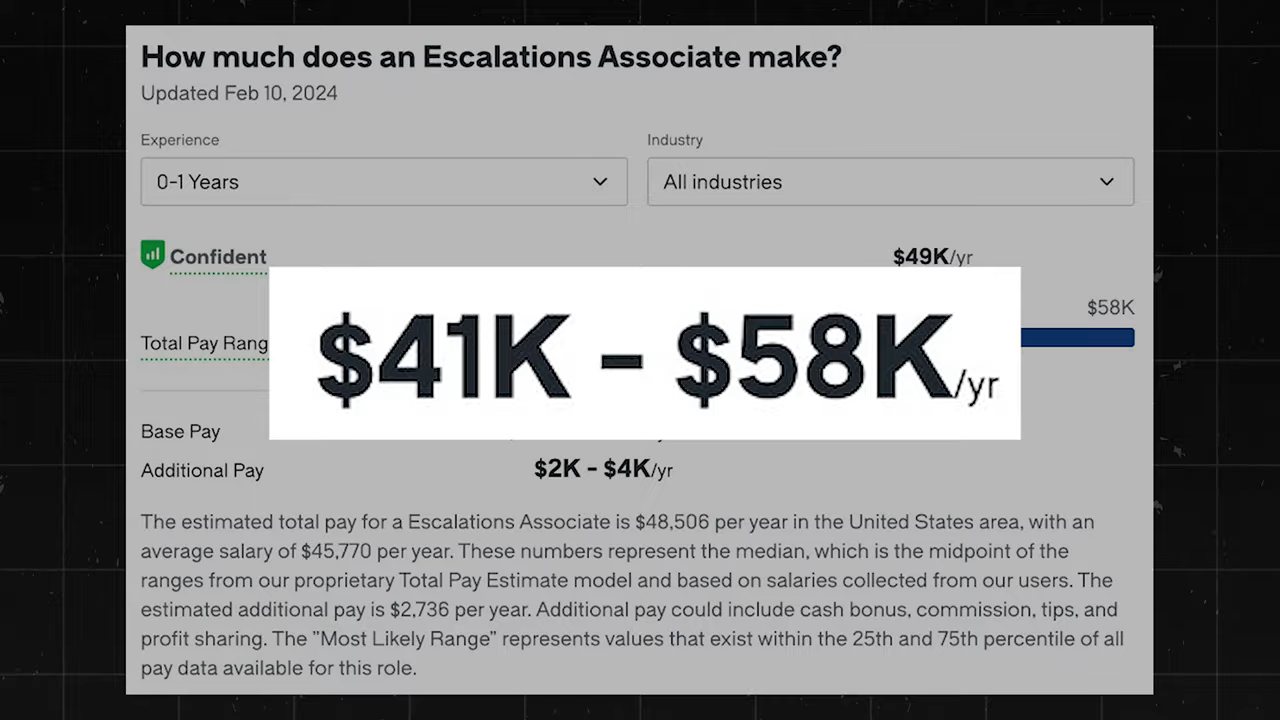 How much does an Escalations Associate make?
Updated Feb 10, 2024
Experience
Industry
0-1 Years
All industries
Confident
$49K/yr
$58K
Total Pay Rang
$41K - $58K/yr
Base Pay
Additional Pay
$2K - $4K/yr
The estimated total pay for a Escalations Associate is $48,506 per year in the United States area, with an
average salary of $45,770 per year. These numbers represent the median, which is the midpoint of the
ranges from our proprietary Total Pay Estimate model and based on salaries collected from our users. The
estimated additional pay is $2,736 per year. Additional pay could include cash bonus, commission, tips, and
profit sharing. The "Most Likely Range" represents values that exist within the 25th and 75th percentile of all
pay data available for this role.